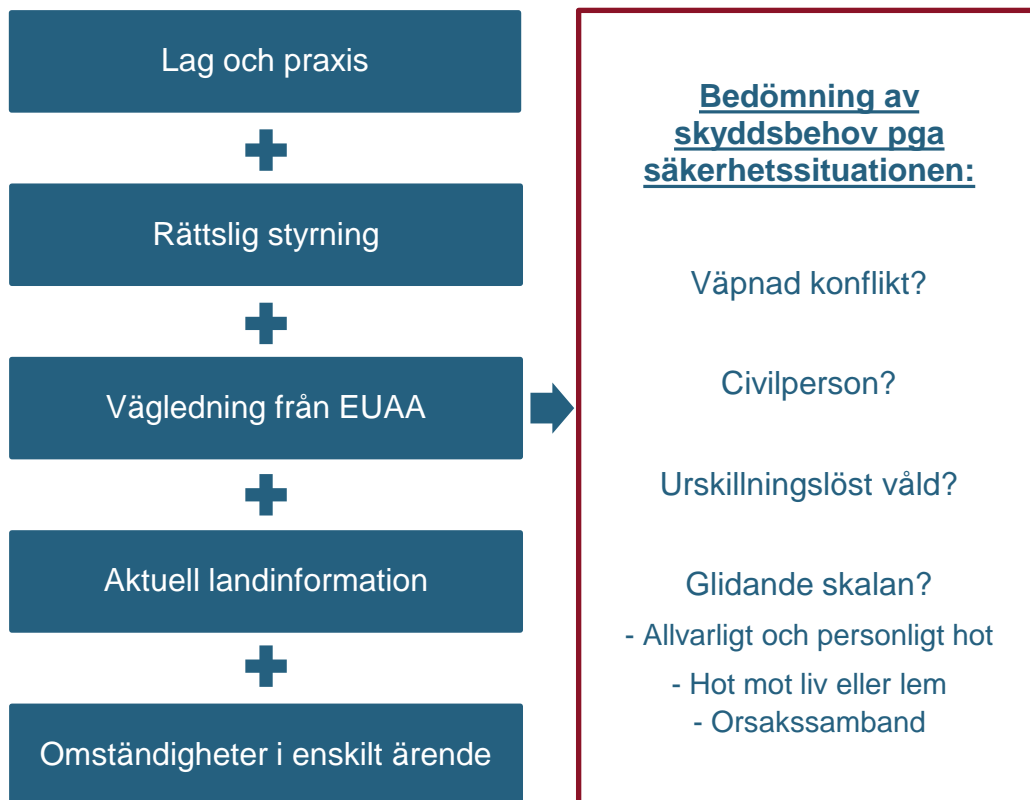 Lag och praxis
Rättslig styrning
Vägledning från EUAA
Aktuell landinformation
Omständigheter i enskilt ärende
Bedömning av
skyddsbehov pga
säkerhetssituationen:
Väpnad konflikt?
Civilperson?
Urskillningslöst våld?
Glidande skalan?
- Allvarligt och personligt hot
- Hot mot liv eller lem
- Orsakssamband